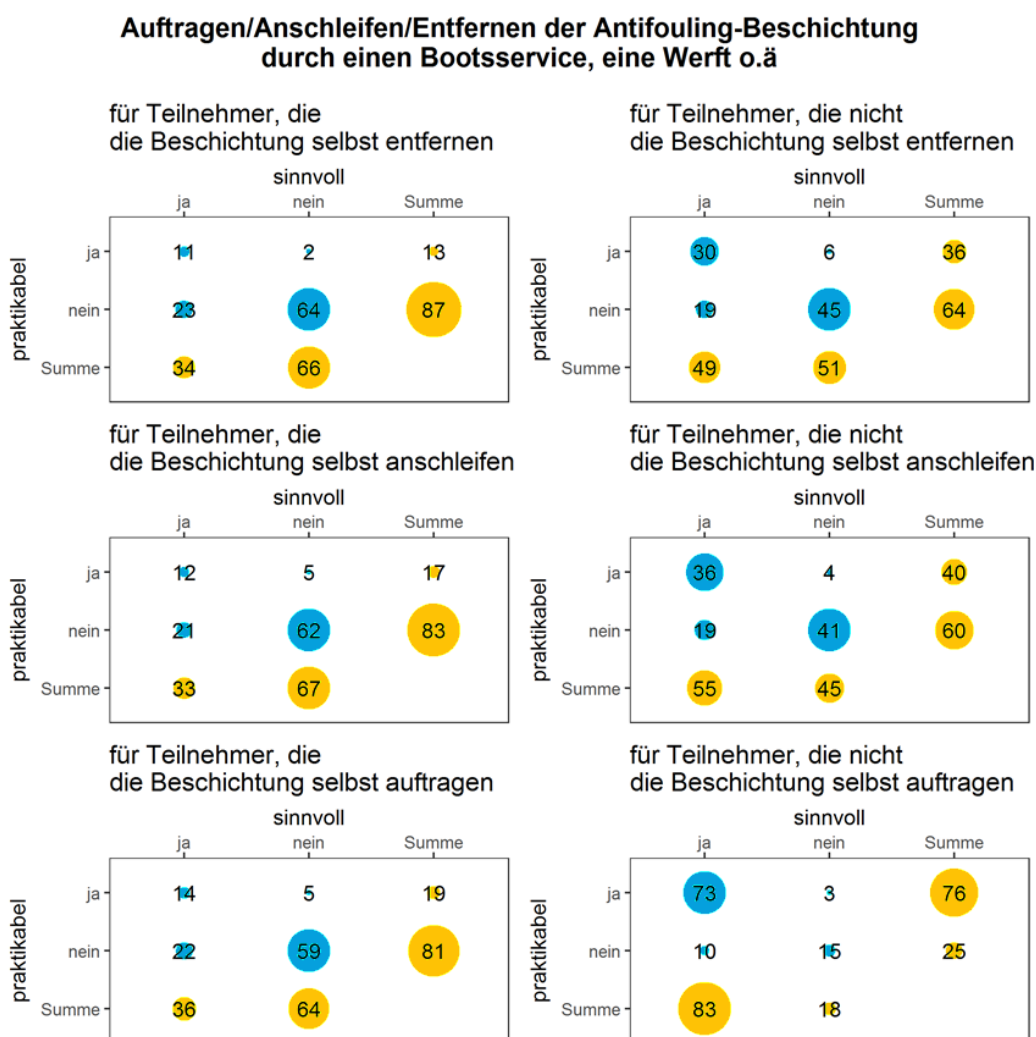 Auftragen/Anschleifen/Entfernen der Antifouling-Beschichtung
durch einen Bootsservice, eine Werft o.ä
für Teilnehmer, die
die Beschichtung selbst entfernen
sinnvoll
ja nein Summe
praktikabel
ja 11 2 13
nein 23 64 87
Summe 34 66
für Teilnehmer, die nicht
die Beschichtung selbst entfernen
sinnvoll
ja nein Summe
praktikabel
ja 30 6 36
nein 19 45 64
Summe 49 51
für Teilnehmer, die
die Beschichtung selbst anschleifen
sinnvoll
ja nein Summe
praktikabel
ja 12 5 17
nein 21 62 83
Summe 33 67
für Teilnehmer, die nicht
die Beschichtung selbst anschleifen
sinnvoll
ja nein Summe
praktikabel
ja 36 4 40
nein 19 41 60
Summe 55 45
für Teilnehmer, die
die Beschichtung selbst auftragen
sinnvoll
ja nein Summe
praktikabel
ja 14 5 19
nein 22 59 81
Summe 36 64
für Teilnehmer, die nicht
die Beschichtung selbst auftragen
sinnvoll
ja nein Summe
praktikabel
ja 73 3 76
nein 10 15 25
Summe 83 18